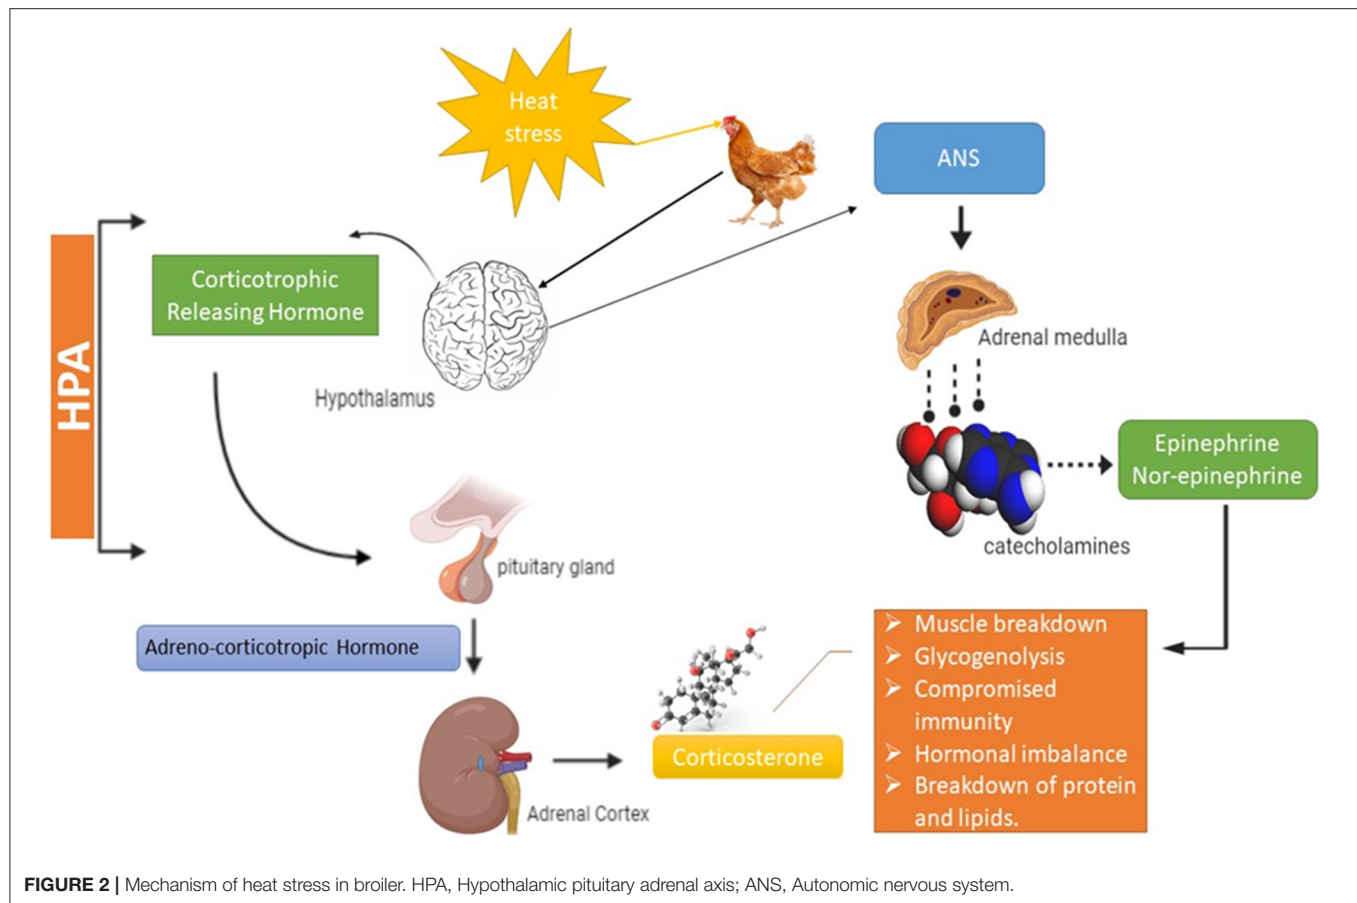 Heat
stress
ANS
HPA
Corticotrophic
Releasing Hormone
Hypothalamus
Adrenal medulla
Epinephrine
Nor-epinephrine
catecholamines
pituitary gland
Adreno-corticotropic Hormone
Corticosterone
Adrenal Cortex
➢ Muscle breakdown
➢ Glycogenolysis
➢ Compromised
immunity
➢ Hormonal imbalance
➢ Breakdown of protein
and lipids.
FIGURE 2 | Mechanism of heat stress in broiler. HPA, Hypothalamic pituitary adrenal axis; ANS, Autonomic nervous system.